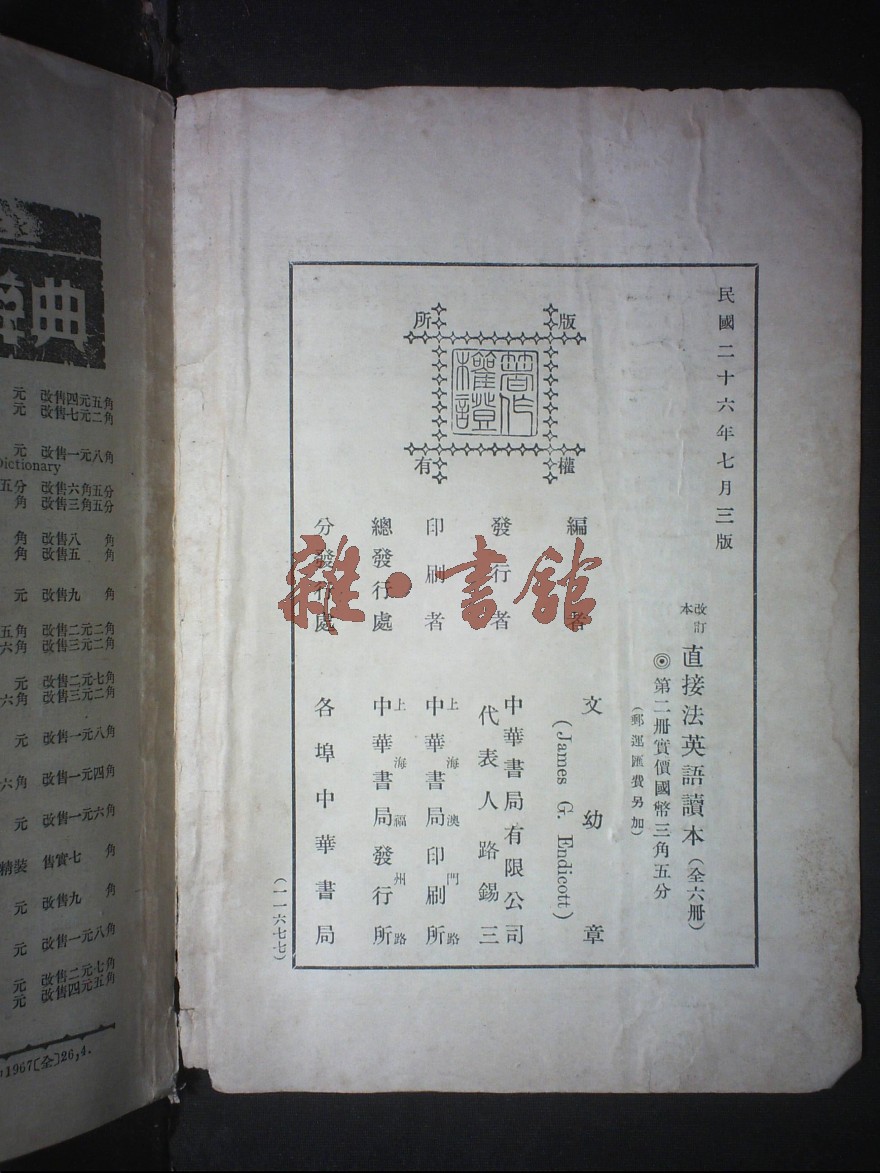 民國二十六年七月三版
改訂本 直接法英語讀本（全六冊）
◎第二冊實價國幣三角五分
（郵運匯費另加）
版權所有
著作權證
編者 文幼章
(James G. Endicott)
發行者 中華書局有限公司
代表人 路錫三
印刷者 上海澳門路
中華書局印刷所
總發行處 上海福州路
中華書局發行所
分發行處 各埠中華書局
（一一六七七）
雜·書館
典
元 改售四元五角
元 改售七元二角
元 改售一元八角
Dictionary
五分 改售六角五分
角 改售三角五分
角 改售八 角
角 改售五 角
元 改售九 角
五角 改售二元二角
六角 改售三元二角
元 改售二元七角
六角 改售三元二角
元 改售一元八角
六角 改售一元四角
元 改售一元六角
精裝 售實七 角
元 改售九 角
元 改售一元八角
元 改售二元七角
元 改售四元五角
1967〔全〕26,4.